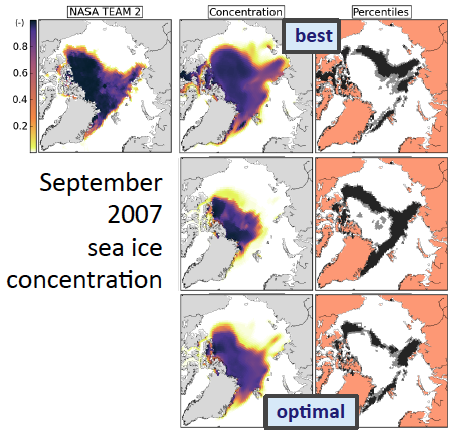 NASA TEAM 2
Concentration
Percentiles
best
(-)
0.8
0.6
0.4
0.2
September
2007
sea ice
concentration
optimal